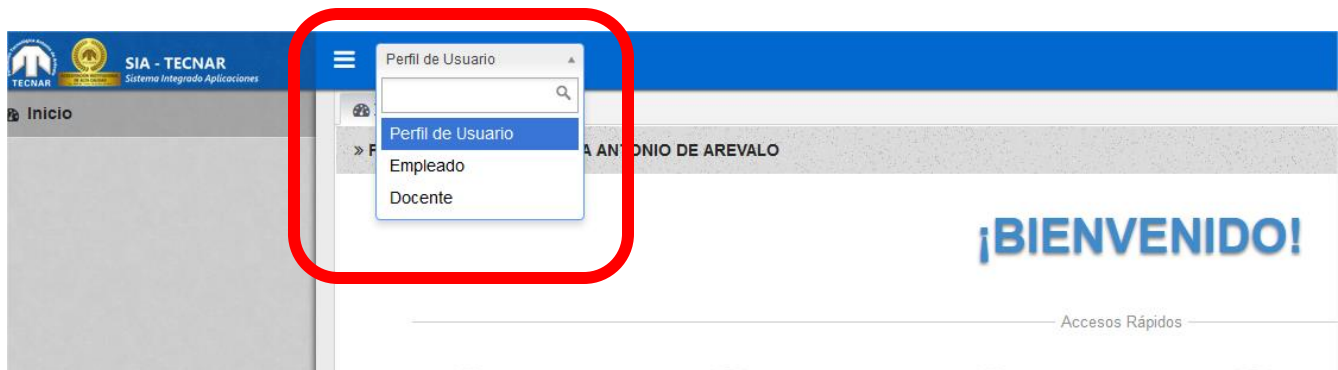 TECNAR
SIA - TECNAR
Sistema Integrado Aplicaciones
Perfil de Usuario
Inicio
Perfil de Usuario
» F
A ANTONIO DE AREVALO
Empleado
Docente
¡BIENVENIDO!
Accesos Rápidos